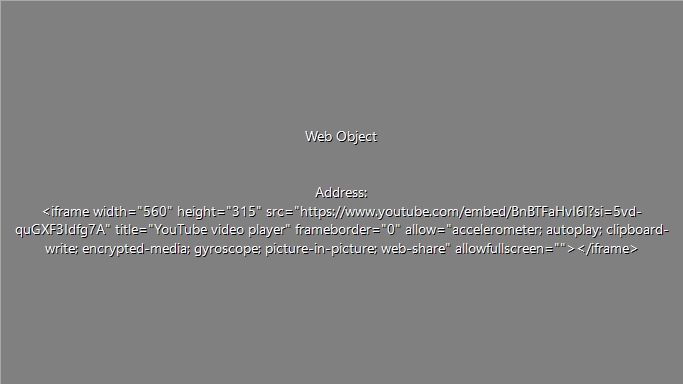 Web Object
Address:
<iframe width="560" height="315" src="https://www.youtube.com/embed/BnBTFaHvI6I?si=5vd-
quGXF3Idfg7A" title="YouTube video player" frameborder="0" allow="accelerometer; autoplay; clipboard-
write; encrypted-media; gyroscope; picture-in-picture; web-share" allowfullscreen=""></iframe>